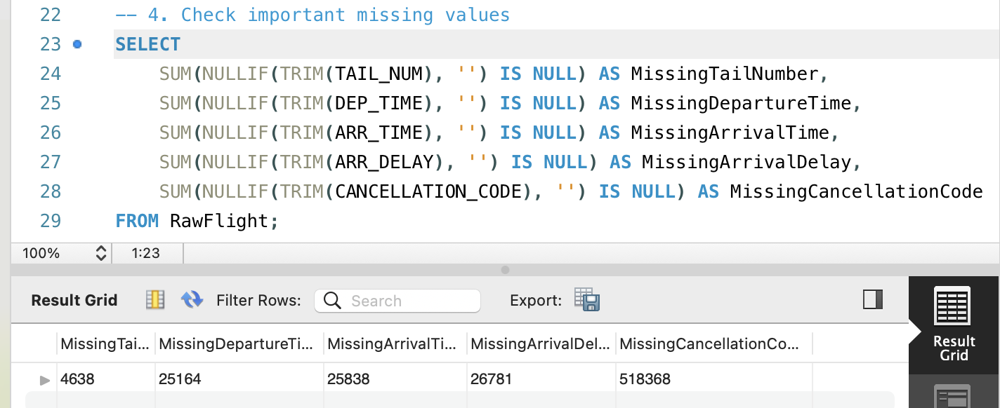 22 -- 4. Check important missing values
23 SELECT
24 SUM(NULLIF(TRIM(TAIL_NUM), '') IS NULL) AS MissingTailNumber,
25 SUM(NULLIF(TRIM(DEP_TIME), '') IS NULL) AS MissingDepartureTime,
26 SUM(NULLIF(TRIM(ARR_TIME), '') IS NULL) AS MissingArrivalTime,
27 SUM(NULLIF(TRIM(ARR_DELAY), '') IS NULL) AS MissingArrivalDelay,
28 SUM(NULLIF(TRIM(CANCELLATION_CODE), '') IS NULL) AS MissingCancellationCode
29 FROM RawFlight;
100% 1:23
Result Grid Filter Rows: Search Export:
Result
Grid
MissingTai... MissingDepartureTi... MissingArrivalTi... MissingArrivalDel... MissingCancellationCo...
4638 25164 25838 26781 518368